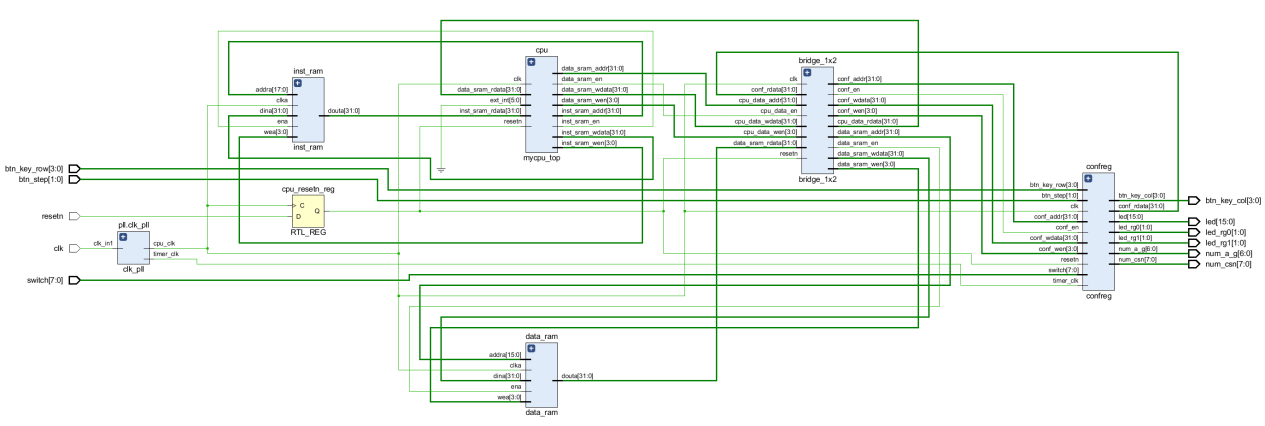 btn_key_row[3:0]
btn_step[1:0]
resetn
clk
switch[7:0]
pll.clk_pll
clk_in1
cpu_clk
timer_clk
clk_pll
cpu_resetn_reg
C
D
Q
RTL_REG
inst_ram
addra[17:0]
clka
dina[31:0]
ena
wea[3:0]
douta[31:0]
inst_ram
cpu
clk
data_sram_rdata[31:0]
ext_int[5:0]
inst_sram_rdata[31:0]
resetn
data_sram_addr[31:0]
data_sram_en
data_sram_wdata[31:0]
data_sram_wen[3:0]
inst_sram_addr[31:0]
inst_sram_en
inst_sram_wdata[31:0]
inst_sram_wen[3:0]
mycpu_top
bridge_1x2
clk
conf_rdata[31:0]
cpu_data_addr[31:0]
cpu_data_en
cpu_data_wdata[31:0]
cpu_data_wen[3:0]
data_sram_rdata[31:0]
resetn
conf_addr[31:0]
conf_en
conf_wdata[31:0]
conf_wen[3:0]
cpu_data_rdata[31:0]
data_sram_addr[31:0]
data_sram_en
data_sram_wdata[31:0]
data_sram_wen[3:0]
bridge_1x2
data_ram
addra[15:0]
clka
dina[31:0]
ena
wea[3:0]
douta[31:0]
data_ram
confreg
btn_key_row[3:0]
btn_step[1:0]
clk
conf_addr[31:0]
conf_en
conf_wdata[31:0]
conf_wen[3:0]
resetn
switch[7:0]
timer_clk
btn_key_col[3:0]
conf_rdata[31:0]
led[15:0]
led_rg0[1:0]
led_rg1[1:0]
num_a_g[6:0]
num_csn[7:0]
confreg
btn_key_col[3:0]
led[15:0]
led_rg0[1:0]
led_rg1[1:0]
num_a_g[6:0]
num_csn[7:0]